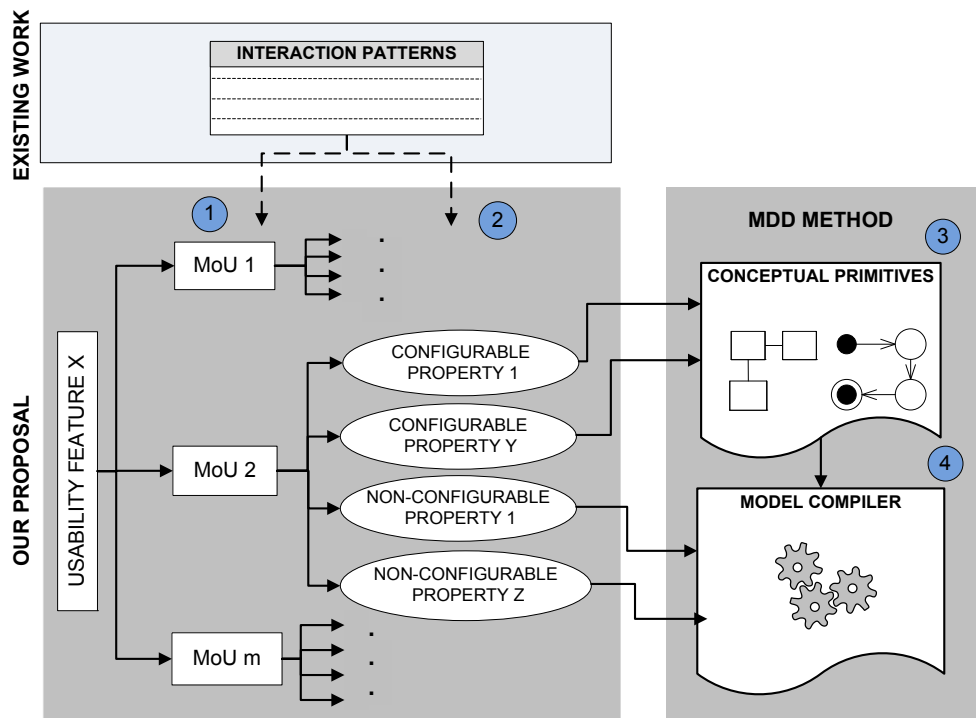 EXISTING WORK
INTERACTION PATTERNS
OUR PROPOSAL
1
2
USABILITY FEATURE X
MoU 1
MoU 2
MoU m
CONFIGURABLE
PROPERTY 1
CONFIGURABLE
PROPERTY Y
NON-CONFIGURABLE
PROPERTY 1
NON-CONFIGURABLE
PROPERTY Z
MDD METHOD
3
CONCEPTUAL PRIMITIVES
4
MODEL COMPILER